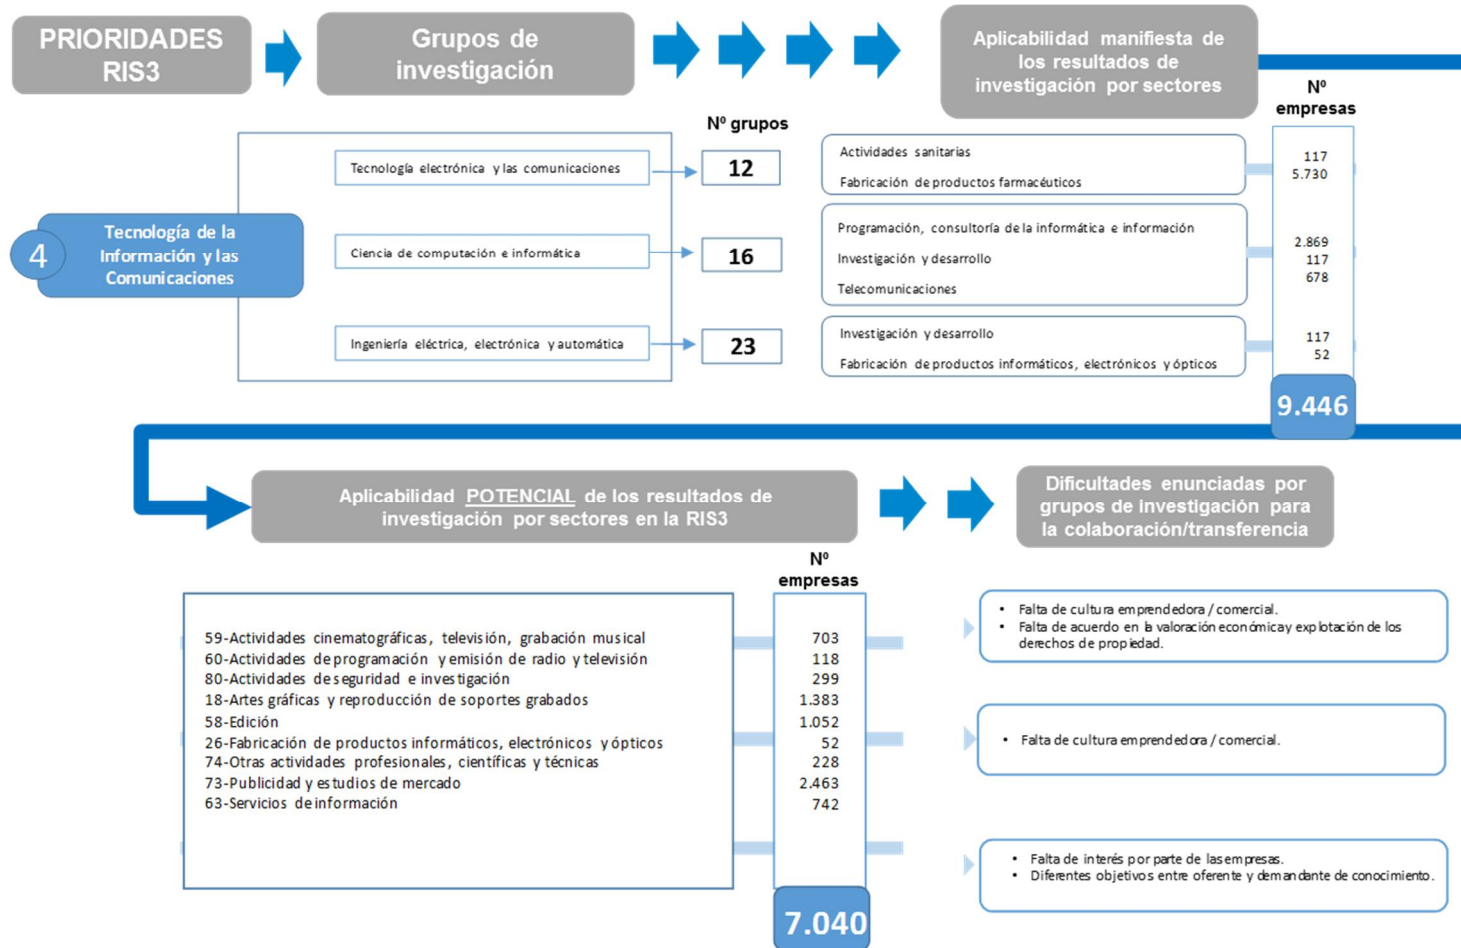 PRIORIDADES
RIS3
Grupos de
investigación
Aplicabilidad manifiesta de
los resultados de
investigación por sectores
Nº
empresas
Nº grupos
4
Tecnología de la
Información y las
Comunicaciones
Tecnología electrónica y las comunicaciones
12
Actividades sanitarias
117
Fabricación de productos farmacéuticos
5.730
Ciencia de computación e informática
16
Programación, consultoría de la informática e información
2.869
Investigación y desarrollo
117
Telecomunicaciones
678
Ingeniería eléctrica, electrónica y automática
23
Investigación y desarrollo
117
Fabricación de productos informáticos, electrónicos y ópticos
52
9.446
Aplicabilidad POTENCIAL de los resultados de
investigación por sectores en la RIS3
Dificultades enunciadas por
grupos de investigación para
la colaboración/transferencia
Nº
empresas
59-Actividades cinematográficas, televisión, grabación musical 703
60-Actividades de programación y emisión de radio y televisión 118
80-Actividades de seguridad e investigación 299
18-Artes gráficas y reproducción de soportes grabados 1.383
58-Edición 1.052
26-Fabricación de productos informáticos, electrónicos y ópticos 52
74-Otras actividades profesionales, científicas y técnicas 228
73-Publicidad y estudios de mercado 2.463
63-Servicios de información 742
7.040
• Falta de cultura emprendedora / comercial.
• Falta de acuerdo en la valoración económica y explotación de los
derechos de propiedad.
• Falta de cultura emprendedora / comercial.
• Falta de interés por parte de las empresas.
• Diferentes objetivos entre oferente y demandante de conocimiento.